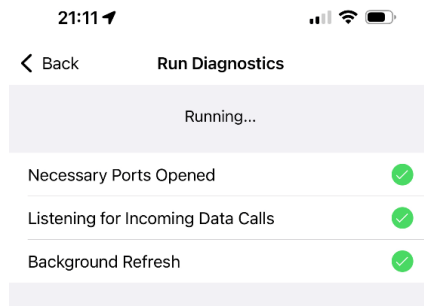 21:11
Back
Run Diagnostics
Running...
Necessary Ports Opened
Listening for Incoming Data Calls
Background Refresh